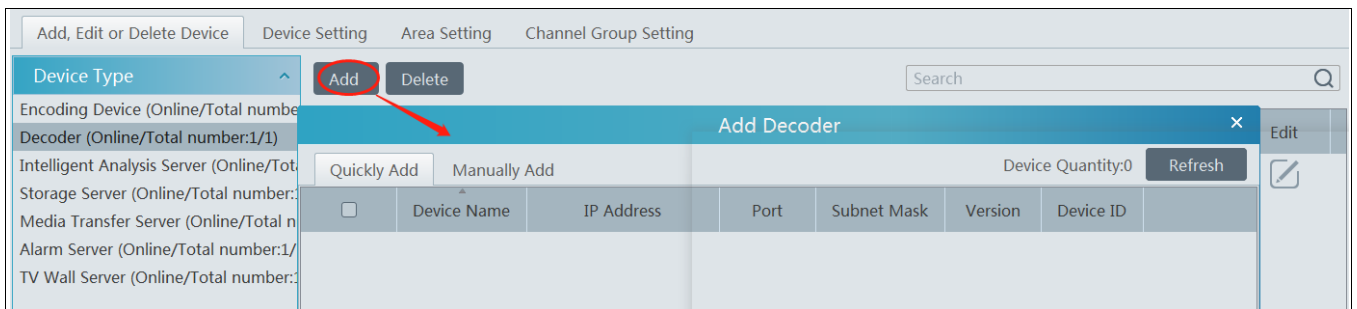 Add, Edit or Delete Device Device Setting Area Setting Channel Group Setting
Device Type
Add Delete Search
Encoding Device (Online/Total numbe
Decoder (Online/Total number:1/1)
Intelligent Analysis Server (Online/Tot
Storage Server (Online/Total number:
Media Transfer Server (Online/Total n
Alarm Server (Online/Total number:1/
TV Wall Server (Online/Total number:
Add Decoder
Edit
Quickly Add Manually Add Device Quantity:0 Refresh
Device Name IP Address Port Subnet Mask Version Device ID